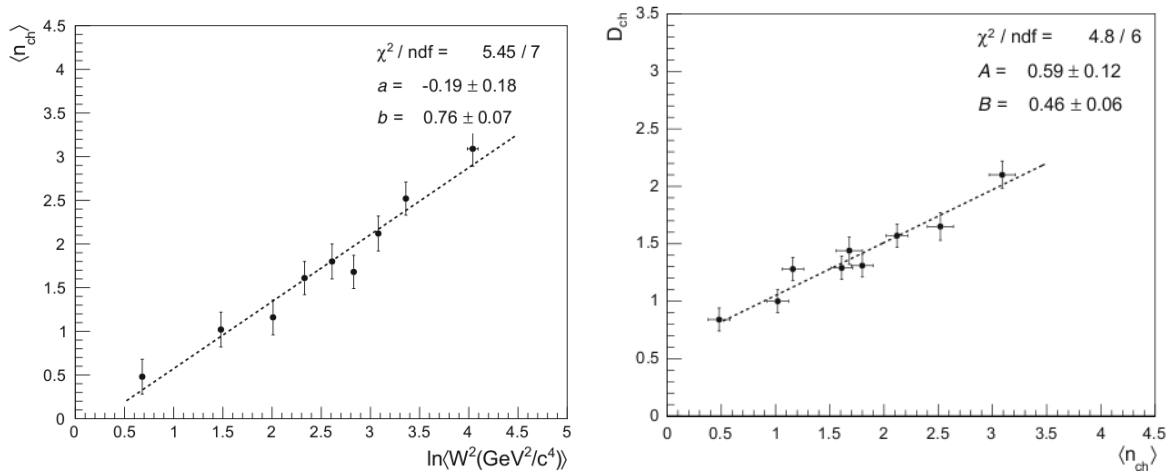 ⟨n_ch⟩
4.5
4
3.5
3
2.5
2
1.5
1
0.5
0
χ² / ndf = 5.45 / 7
a = -0.19 ± 0.18
b = 0.76 ± 0.07
0 0.5 1 1.5 2 2.5 3 3.5 4 4.5 5
ln⟨W²(GeV²/c⁴)⟩
D_ch
3.5
3
2.5
2
1.5
1
0.5
0
χ² / ndf = 4.8 / 6
A = 0.59 ± 0.12
B = 0.46 ± 0.06
0 0.5 1 1.5 2 2.5 3 3.5 4 4.5
⟨n_ch⟩